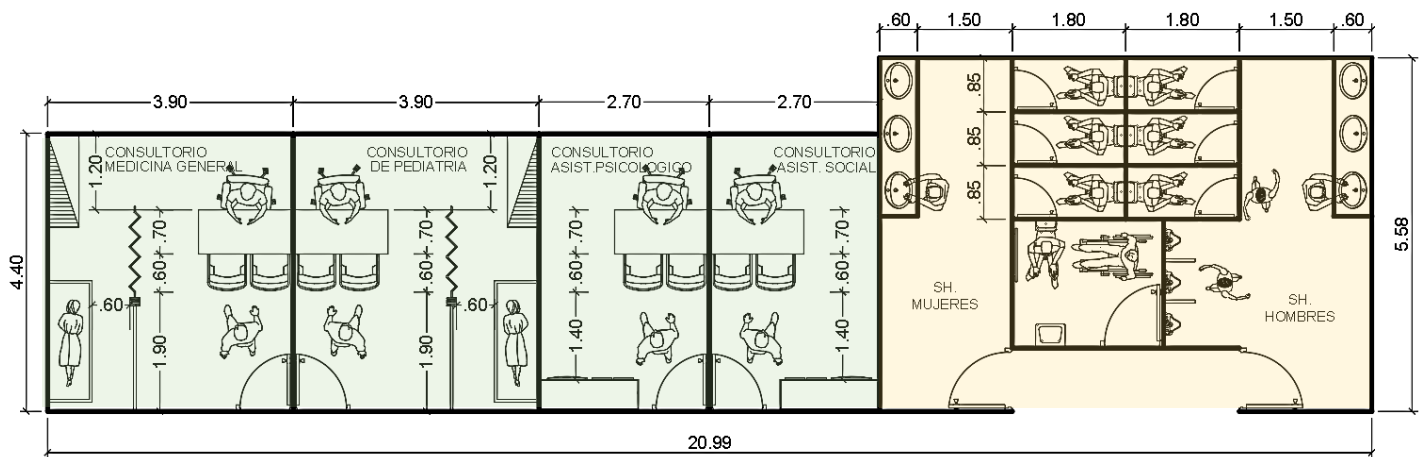 .60
1.50
1.80
1.80
1.50
.60
3.90
3.90
2.70
2.70
.85
.85
.85
5.58
4.40
CONSULTORIO
MEDICINA GENERAL
CONSULTORIO
DE PEDIATRIA
CONSULTORIO
ASIST.PSICOLOGICO
CONSULTORIO
ASIST. SOCIAL
1.20
1.20
.70
.60
.60
1.90
.70
.60
.60
1.90
.70
.60
1.40
.70
.60
1.40
SH.
MUJERES
SH.
HOMBRES
20.99